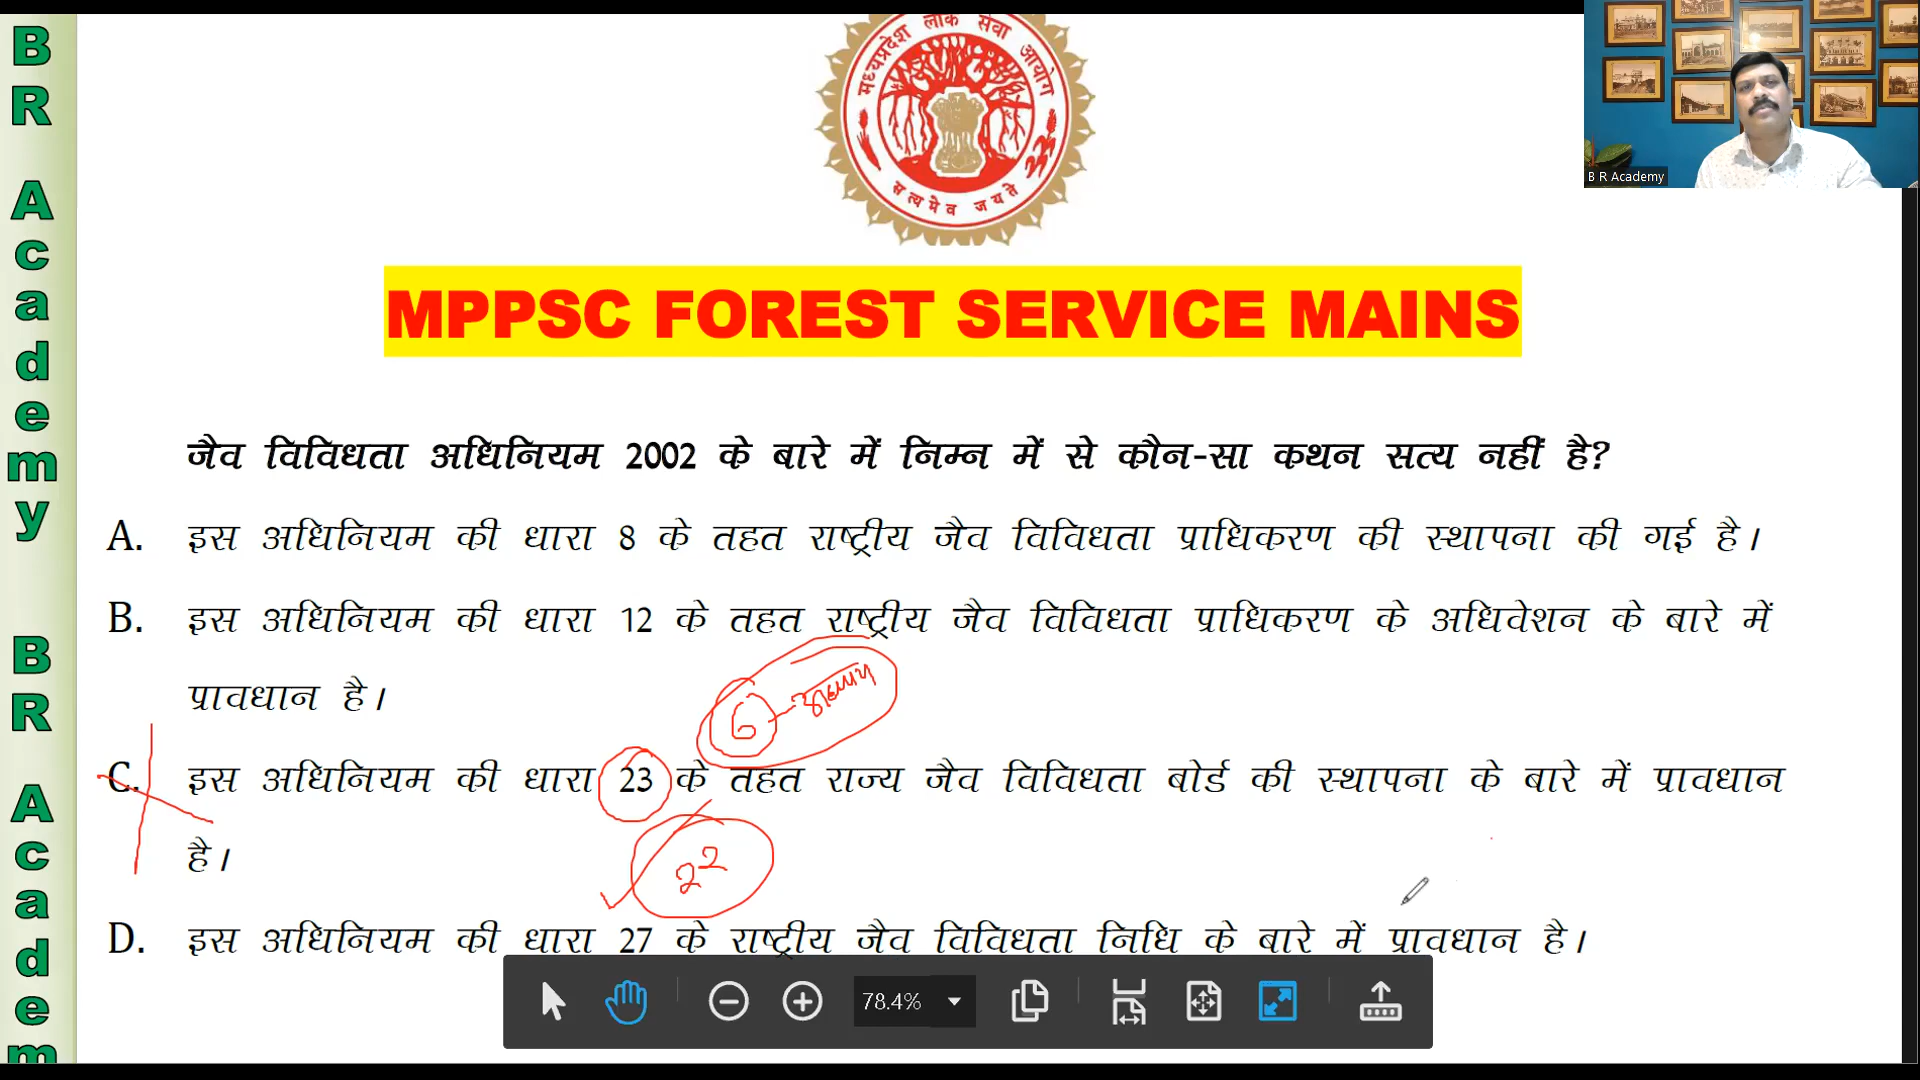 मध्यप्रदेश लोक सेवा आयोग
सत्यमेव जयते
B R Academy
B R Academy B R Academ
MPPSC FOREST SERVICE MAINS
जैव विविधता अधिनियम 2002 के बारे में निम्न में से कौन-सा कथन सत्य नहीं है?
A. इस अधिनियम की धारा 8 के तहत राष्ट्रीय जैव विविधता प्राधिकरण की स्थापना की गई है।
B. इस अधिनियम की धारा 12 के तहत राष्ट्रीय जैव विविधता प्राधिकरण के अधिवेशन के बारे में
प्रावधान है।
C. इस अधिनियम की धारा 23 के तहत राज्य जैव विविधता बोर्ड की स्थापना के बारे में प्रावधान
है।
22
D. इस अधिनियम की धारा 27 के राष्ट्रीय जैव विविधता निधि के बारे में प्रावधान है।
78.4%